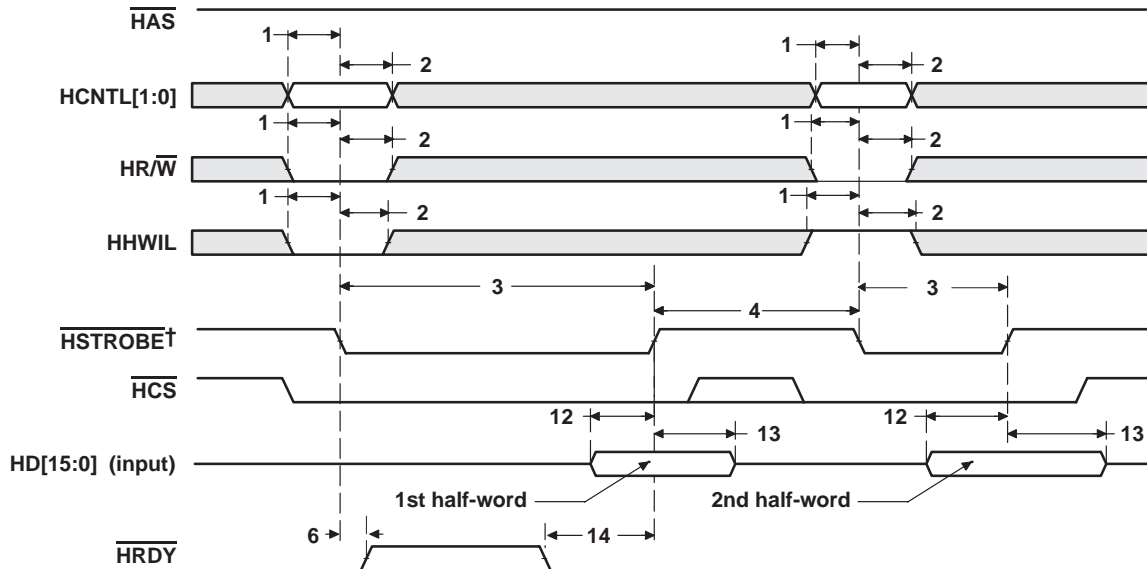 HAS
1
2
HCNTL[1:0]
1
2
HR/W
1
2
HHWIL
3
4
3
HSTROBE†
HCS
12
13
12
13
HD[15:0] (input)
1st half-word
2nd half-word
6
14
HRDY
1
2
1
2
1
2